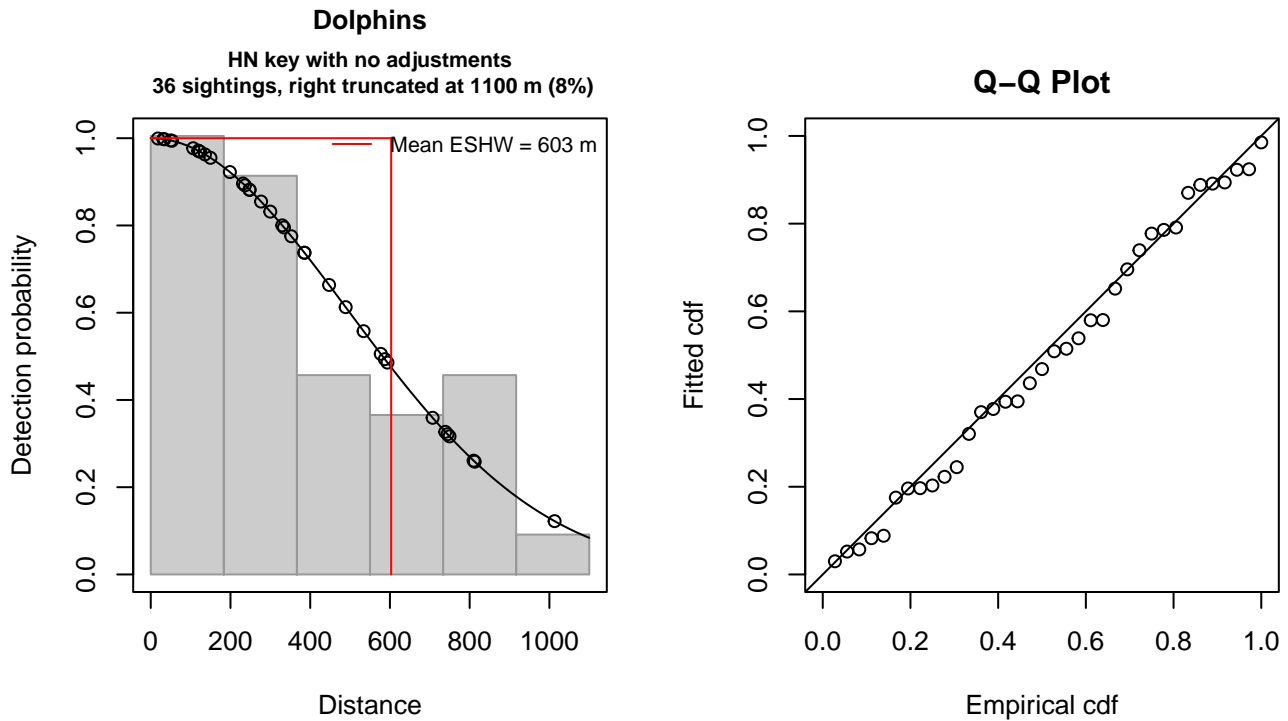 Dolphins
HN key with no adjustments
36 sightings, right truncated at 1100 m (8%)
Mean ESHW = 603 m
Detection probability
0.0
0.2
0.4
0.6
0.8
1.0
0
200
400
600
800
1000
Distance
Q−Q Plot
Fitted cdf
0.0
0.2
0.4
0.6
0.8
1.0
0.0
0.2
0.4
0.6
0.8
1.0
Empirical cdf